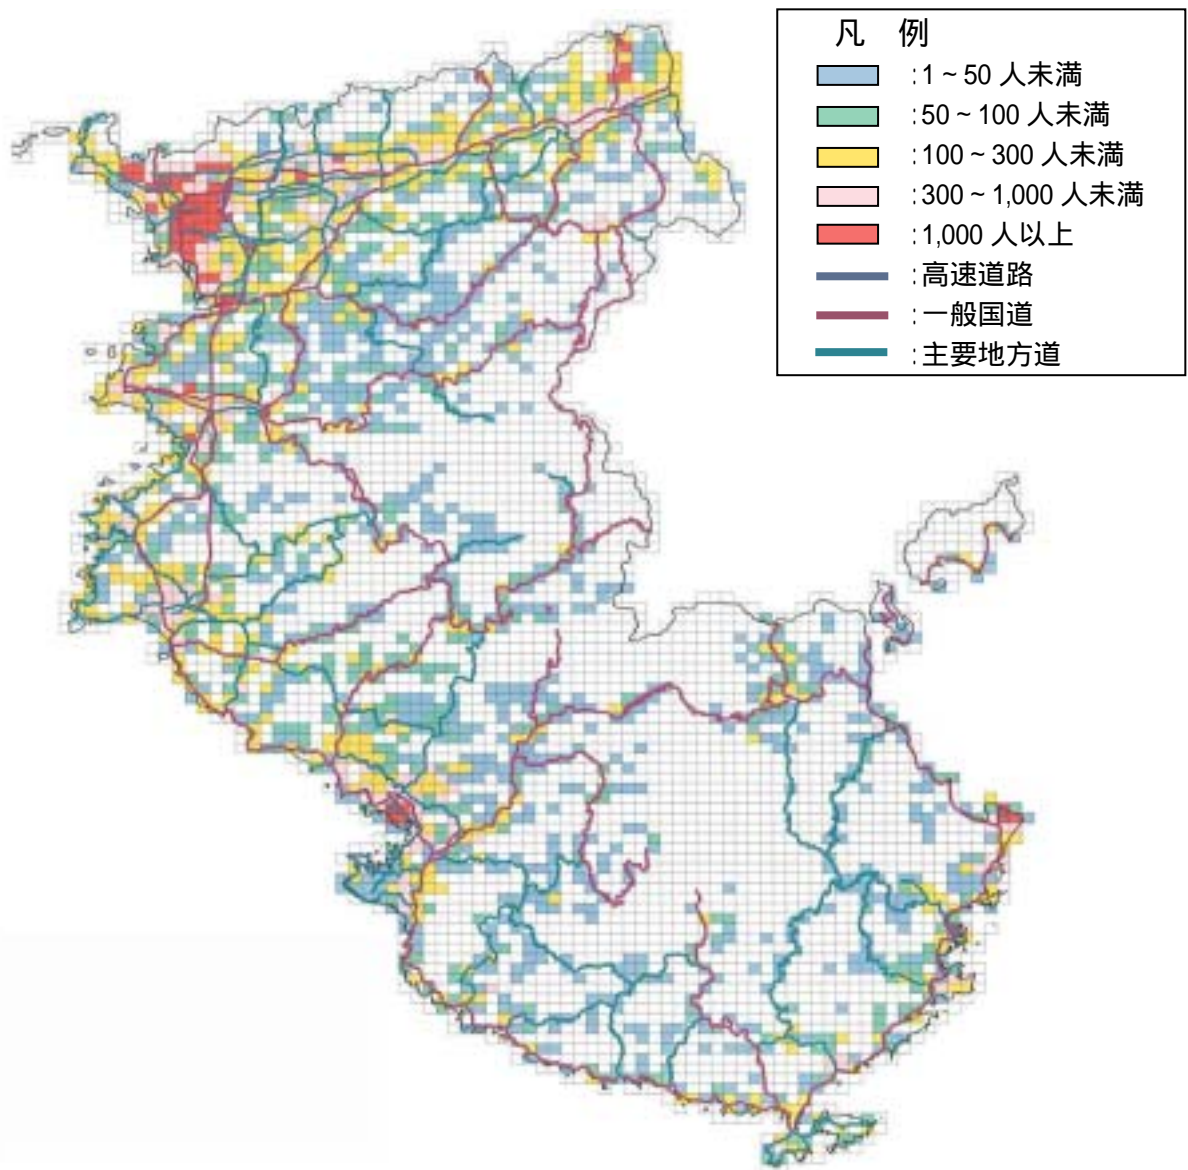 凡　例
:1～50 人未満
:50～100 人未満
:100～300 人未満
:300～1,000 人未満
:1,000 人以上
:高速道路
:一般国道
:主要地方道